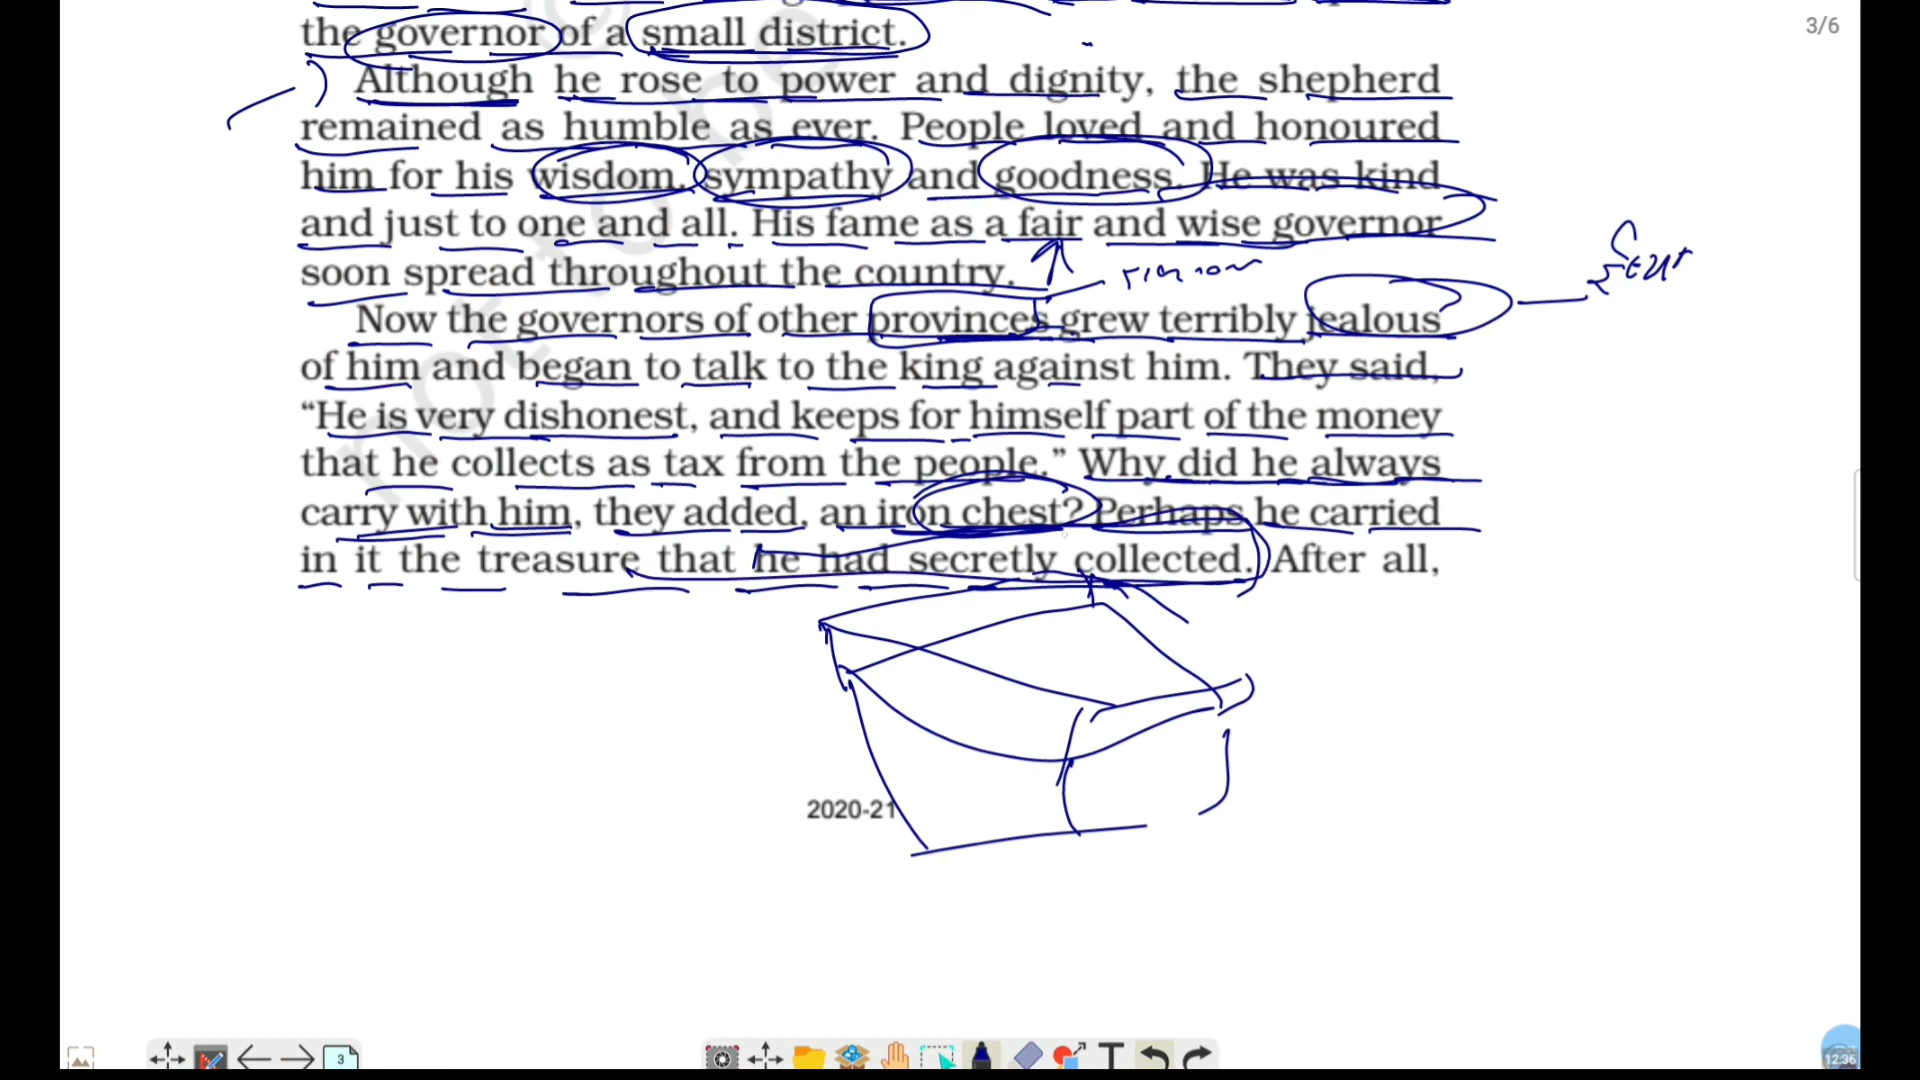 3/6
the governor of a small district.
Although he rose to power and dignity, the shepherd
remained as humble as ever. People loved and honoured
him for his wisdom, sympathy and goodness. He was kind
and just to one and all. His fame as a fair and wise governor
soon spread throughout the country.
Now the governors of other provinces grew terribly jealous
of him and began to talk to the king against him. They said,
“He is very dishonest, and keeps for himself part of the money
that he collects as tax from the people.” Why did he always
carry with him, they added, an iron chest? Perhaps he carried
in it the treasure that he had secretly collected. After all,
2020-21
3
12:36